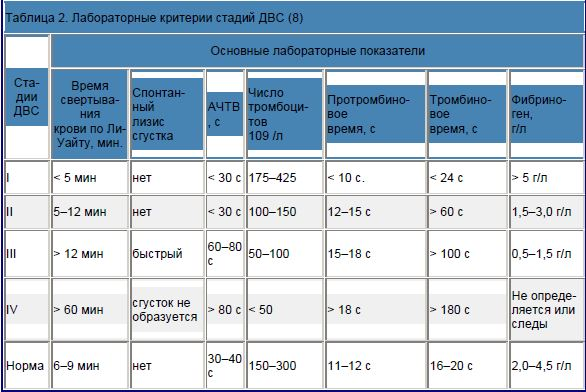 Таблица 2. Лабораторные критерии стадий ДВС (8)
Ста-
дии
ДВС
Основные лабораторные показатели
Время
свертыва-
ния
крови по Ли-
Уайту, мин.
Спонтан-
ный
лизис
сгустка
АЧТВ
, с
Число
тромбоци-
тов
109 /л
Протромбино-
вое
время, с
Тромбино-
вое
время, с
Фибрино-
ген,
г/л
I
< 5 мин
нет
< 30 с
175–425
< 10 с.
< 24 с
> 5 г/л
II
5–12 мин
нет
< 30 с
100–150
12–15 с
> 60 с
1,5–3,0 г/л
III
> 12 мин
быстрый
60–80
с
50–100
15–18 с
> 100 с
0,5–1,5 г/л
IV
> 60 мин
сгусток не
образуется
> 80 с
< 50
> 18 с
> 180 с
Не опреде-
ляется или
следы
Норма
6–9 мин
нет
30–40
с
150–300
11–12 с
16–20 с
2,0–4,5 г/л